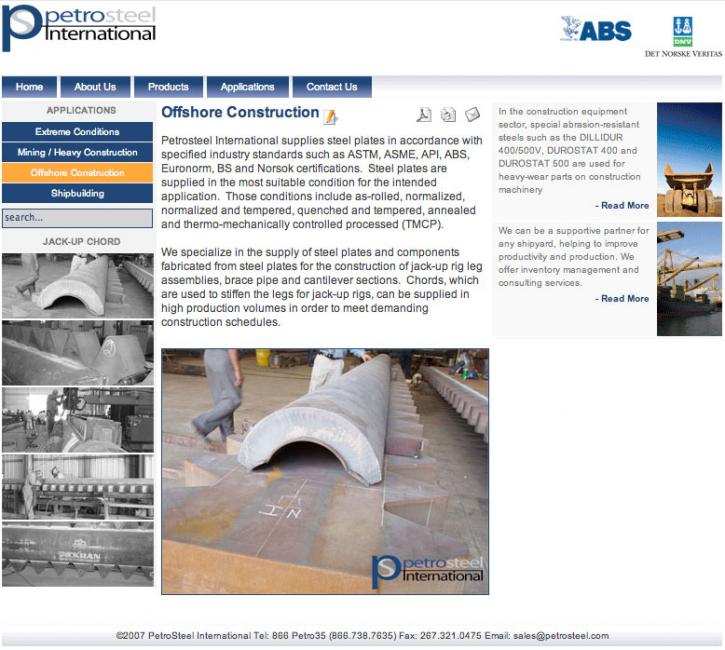 petrosteel
International
ABS
DNV
DET NORSKE VERITAS
Home
About Us
Products
Applications
Contact Us
APPLICATIONS
Extreme Conditions
Mining / Heavy Construction
Offshore Construction
Shipbuilding
search...
JACK-UP CHORD
Offshore Construction
Petrosteel International supplies steel plates in accordance with
specified industry standards such as ASTM, ASME, API, ABS,
Euronorm, BS and Norsok certifications. Steel plates are
supplied in the most suitable condition for the intended
application. Those conditions include as-rolled, normalized,
normalized and tempered, quenched and tempered, annealed
and thermo-mechanically controlled processed (TMCP).
We specialize in the supply of steel plates and components
fabricated from steel plates for the construction of jack-up rig leg
assemblies, brace pipe and cantilever sections. Chords, which
are used to stiffen the legs for jack-up rigs, can be supplied in
high production volumes in order to meet demanding
construction schedules.
petrosteel
International
In the construction equipment
sector, special abrasion-resistant
steels such as the DILLIDUR
400/500V, DUROSTAT 400 and
DUROSTAT 500 are used for
heavy-wear parts on construction
machinery
- Read More
We can be a supportive partner for
any shipyard, helping to improve
productivity and production. We
offer inventory management and
consulting services.
- Read More
©2007 PetroSteel International Tel: 866 Petro35 (866.738.7635) Fax: 267.321.0475 Email: sales@petrosteel.com